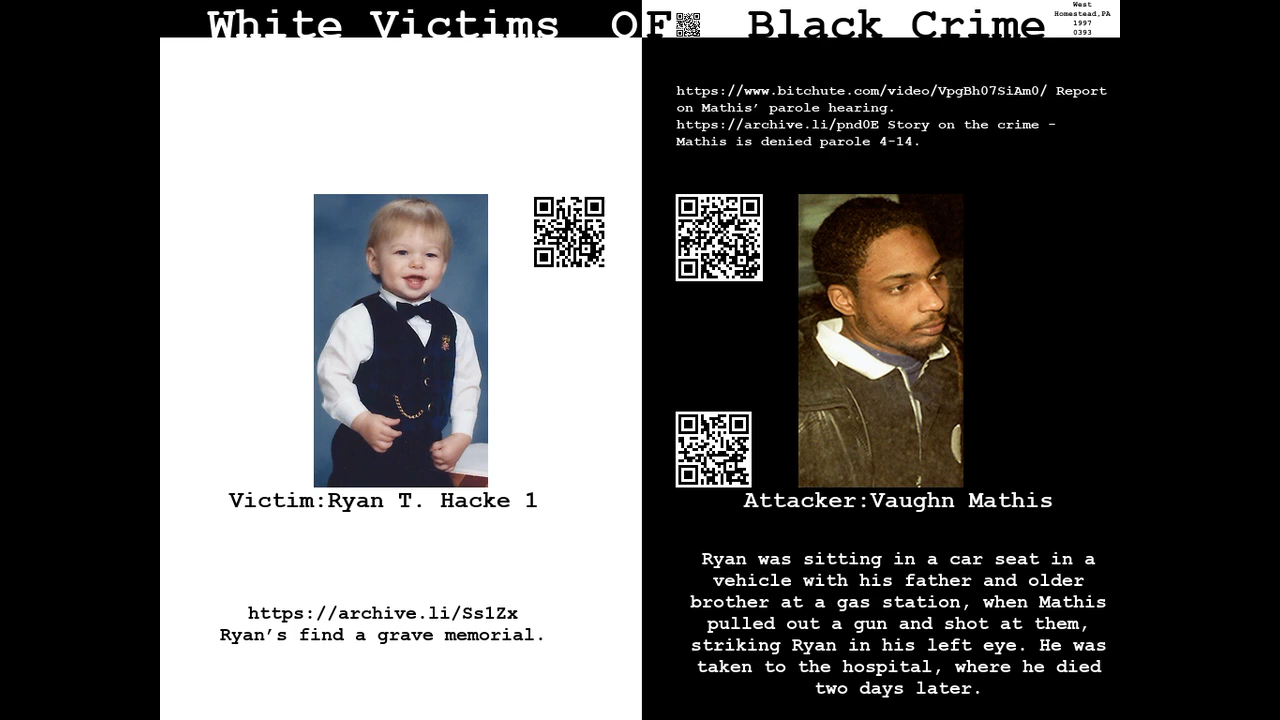 White Victims OF Black Crime
West
Homestead,PA
1997
0393
https://www.bitchute.com/video/VpgBh07SiAm0/ Report
on Mathis’ parole hearing.
https://archive.li/pnd0E Story on the crime -
Mathis is denied parole 4-14.
Victim:Ryan T. Hacke 1
Attacker:Vaughn Mathis
https://archive.li/Ss1Zx
Ryan’s find a grave memorial.
Ryan was sitting in a car seat in a
vehicle with his father and older
brother at a gas station, when Mathis
pulled out a gun and shot at them,
striking Ryan in his left eye. He was
taken to the hospital, where he died
two days later.